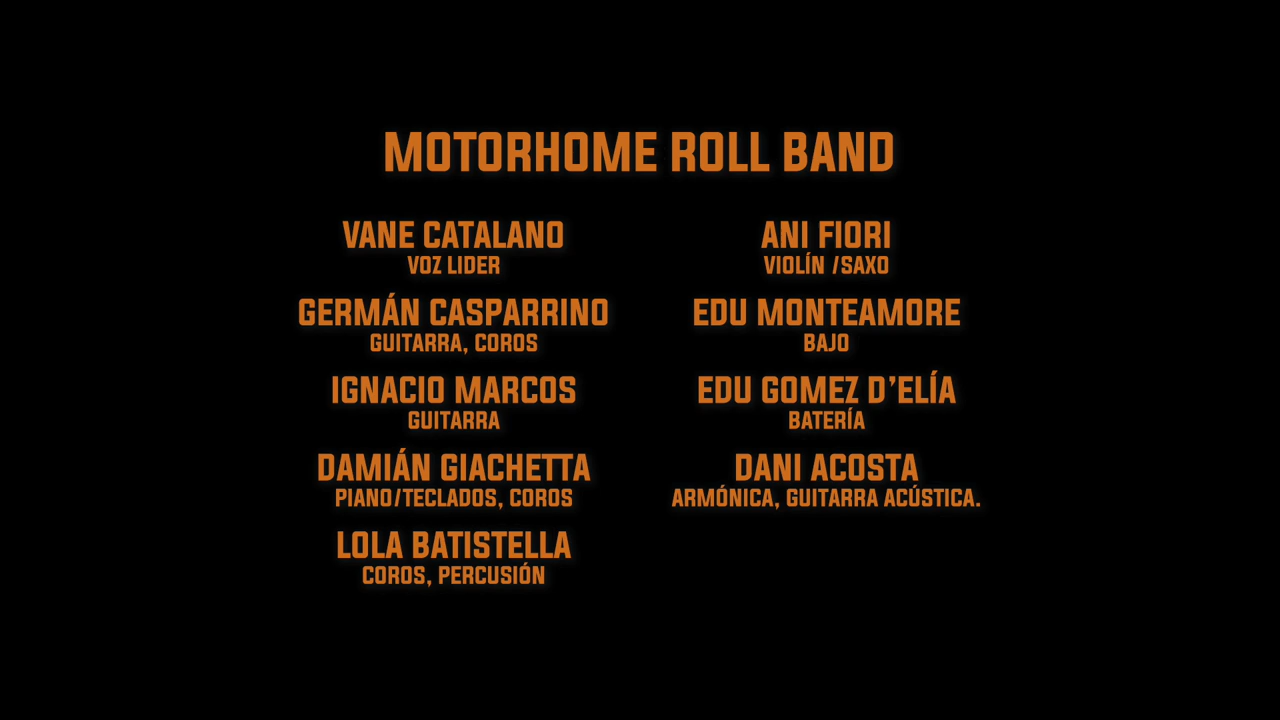 MOTORHOME ROLL BAND
VANE CATALANO
VOZ LIDER
GERMÁN CASPARRINO
GUITARRA, COROS
IGNACIO MARCOS
GUITARRA
DAMIÁN GIACHETTA
PIANO/TECLADOS, COROS
LOLA BATISTELLA
COROS, PERCUSIÓN
ANI FIORI
VIOLÍN /SAXO
EDU MONTEAMORE
BAJO
EDU GOMEZ D'ELÍA
BATERÍA
DANI ACOSTA
ARMÓNICA, GUITARRA ACÚSTICA.